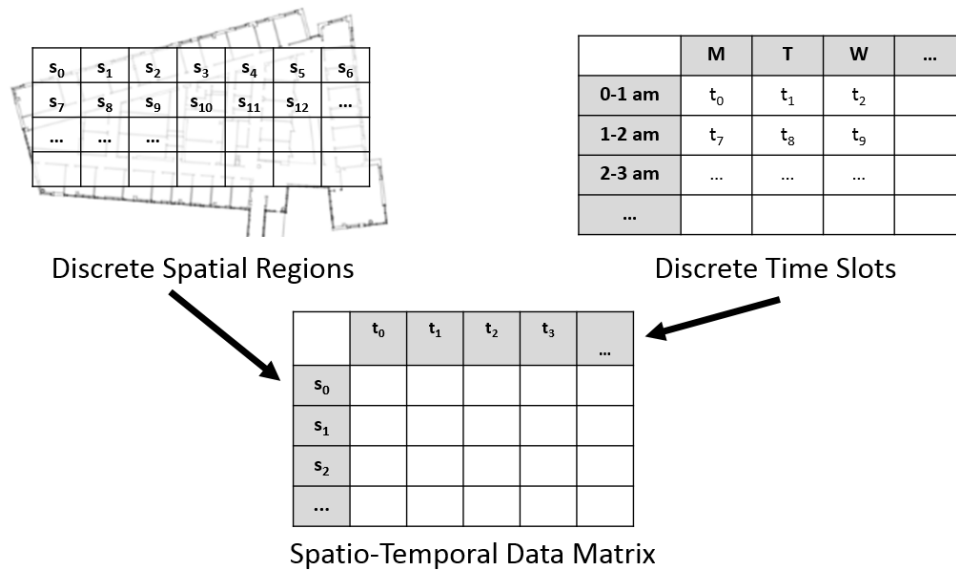 s0 s1 s2 s3 s4 s5 s6
s7 s8 s9 s10 s11 s12 ...
... ... ...
Discrete Spatial Regions
M T W ...
0-1 am t0 t1 t2
1-2 am t7 t8 t9
2-3 am ... ... ...
...
Discrete Time Slots
t0 t1 t2 t3 ...
s0
s1
s2
...
Spatio-Temporal Data Matrix